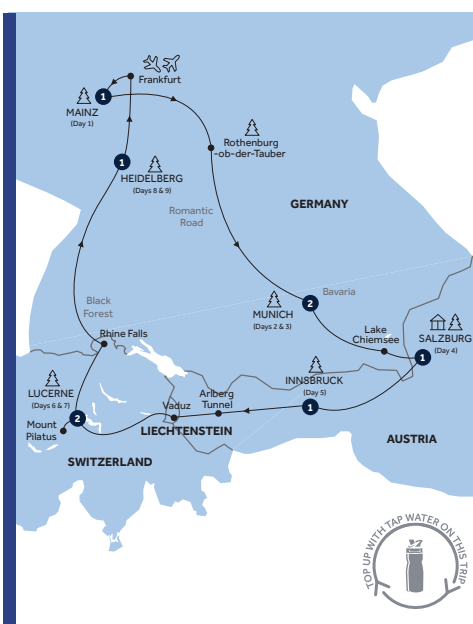 Frankfurt
1
MAINZ
(Day 1)
Rothenburg
-ob-der-Tauber
1
HEIDELBERG
(Days 8 & 9)
GERMANY
Romantic
Road
Bavaria
2
MUNICH
(Days 2 & 3)
Black
Forest
Lake
Chiemsee
SALZBURG
(Day 4)
1
Rhine Falls
INNSBRUCK
(Day 5)
1
LUCERNE
(Days 6 & 7)
Arlberg
Tunnel
Vaduz
2
Mount
Pilatus
LIECHTENSTEIN
AUSTRIA
SWITZERLAND
TOP UP WITH TAP WATER ON THIS TRIP